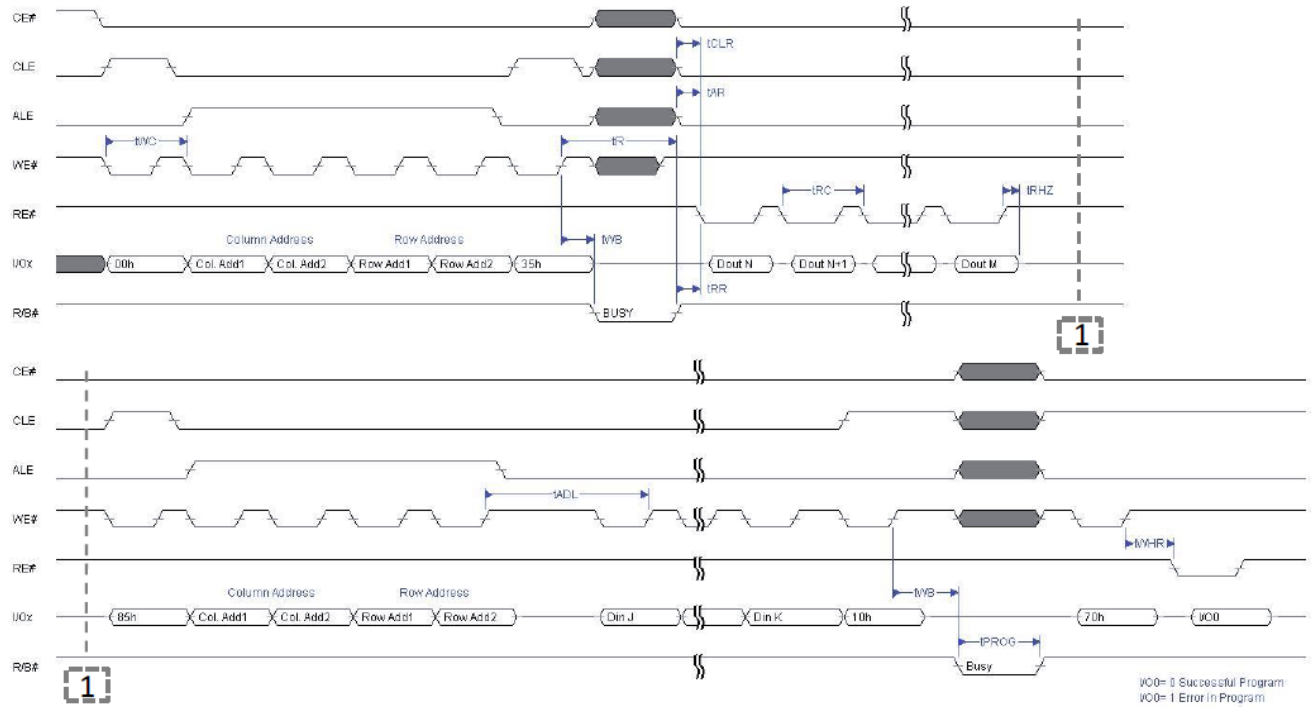 CE#
tCLR
CLE
tAR
ALE
tWC
tR
WE#
tRC
tRHZ
RE#
Column Address Row Address tWB
I/Ox 00h Col. Add1 Col. Add2 Row Add1 Row Add2 35h Dout N Dout N+1 Dout M
tRR
R/B# BUSY
1
CE#
CLE
ALE
tADL
WE#
tWHR
RE#
Column Address Row Address tWB
I/Ox 85h Col. Add1 Col. Add2 Row Add1 Row Add2 Din J Din K 10h 70h I/O0
tPROG
R/B# Busy
1
I/O0= 0 Successful Program
I/O0= 1 Error in Program